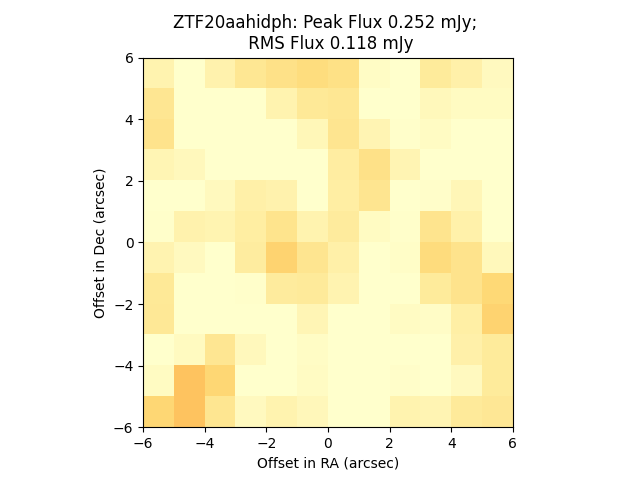 ZTF20aahidph: Peak Flux 0.252 mJy;
RMS Flux 0.118 mJy
6
4
2
0
−2
−4
−6
Offset in Dec (arcsec)
−6 −4 −2 0 2 4 6
Offset in RA (arcsec)